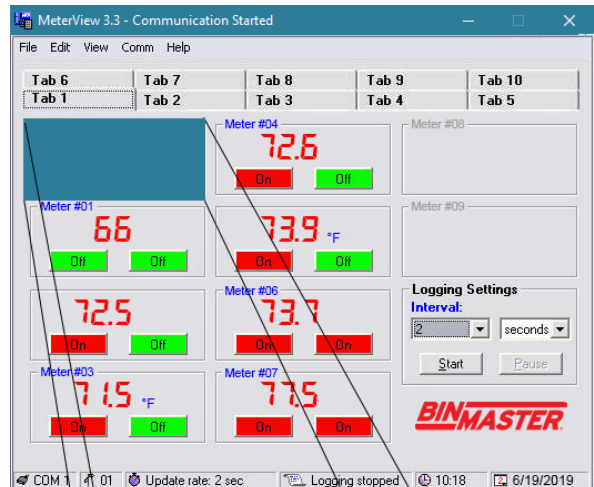 MeterView 3.3 - Communication Started
File Edit View Comm Help
Tab 6 Tab 7 Tab 8 Tab 9 Tab 10
Tab 1 Tab 2 Tab 3 Tab 4 Tab 5
Meter #04
72.6
On Off
Meter #08
Meter #01
66
Off Off
73.9 °F
On Off
Meter #09
72.5
On Off
Meter #06
73.7
On On
Logging Settings
Interval:
2 seconds
Start Pause
Meter #03
71.5 °F
On Off
Meter #07
77.5
On On
BINMASTER
COM 1 01 Update rate: 2 sec Logging stopped 10:18 6/19/2019